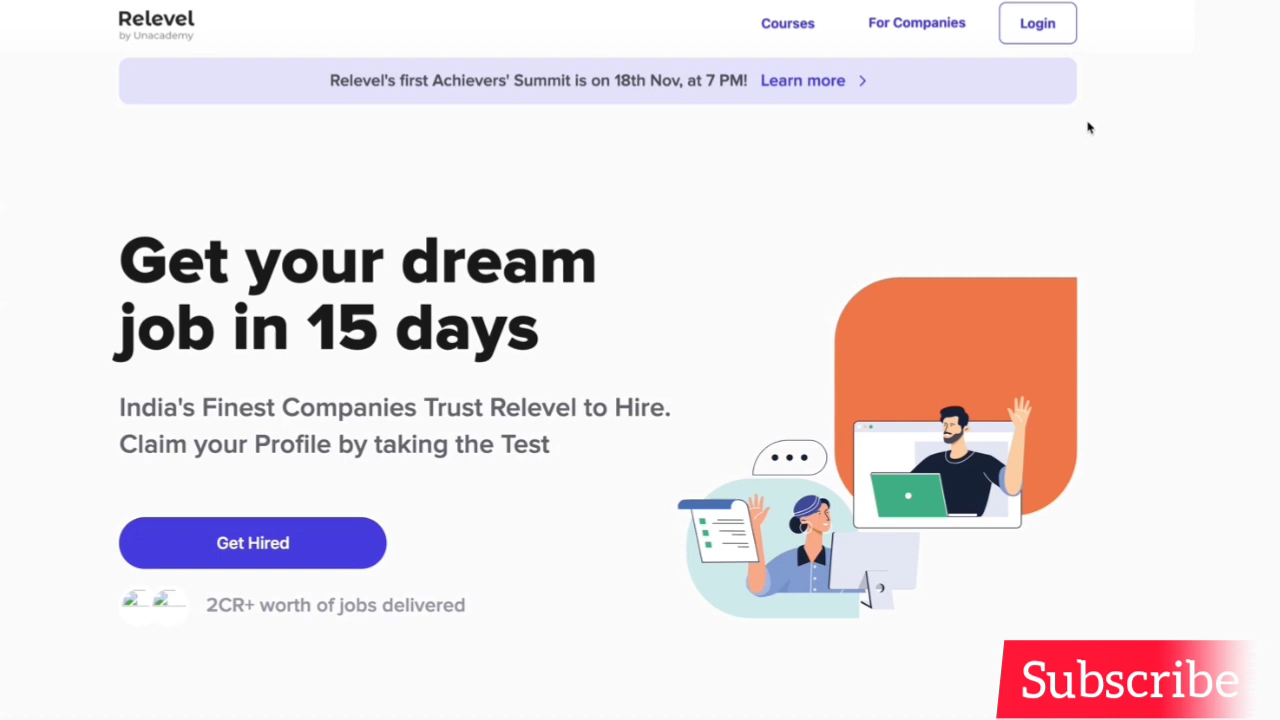 Relevel
by Unacademy
Courses
For Companies
Login
Relevel's first Achievers' Summit is on 18th Nov, at 7 PM! Learn more
Get your dream
job in 15 days
India's Finest Companies Trust Relevel to Hire.
Claim your Profile by taking the Test
Get Hired
2CR+ worth of jobs delivered
Subscribe